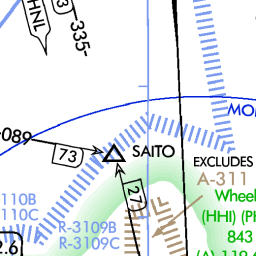 HNL
3
-335-
MO
089
73
SAITO
EXCLUDES
A-311
Wheel
(HHI) (P
843
27
110B
110C
R-3109B
R-3109C
2.6